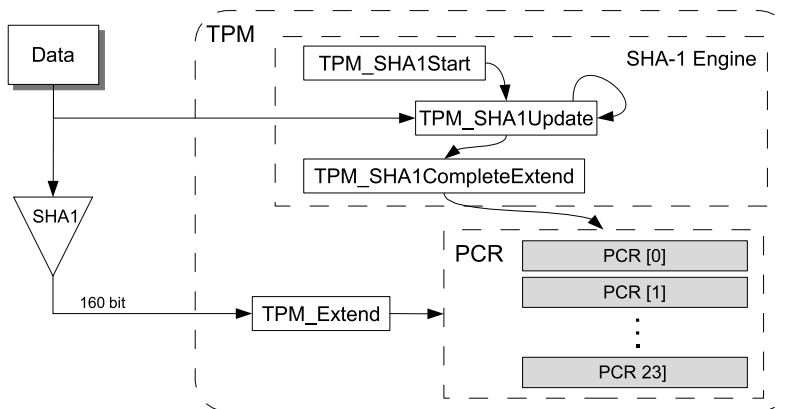 TPM
Data
TPM_SHA1Start
SHA-1 Engine
TPM_SHA1Update
TPM_SHA1CompleteExtend
SHA1
PCR
PCR [0]
PCR [1]
160 bit
TPM_Extend
PCR 23]